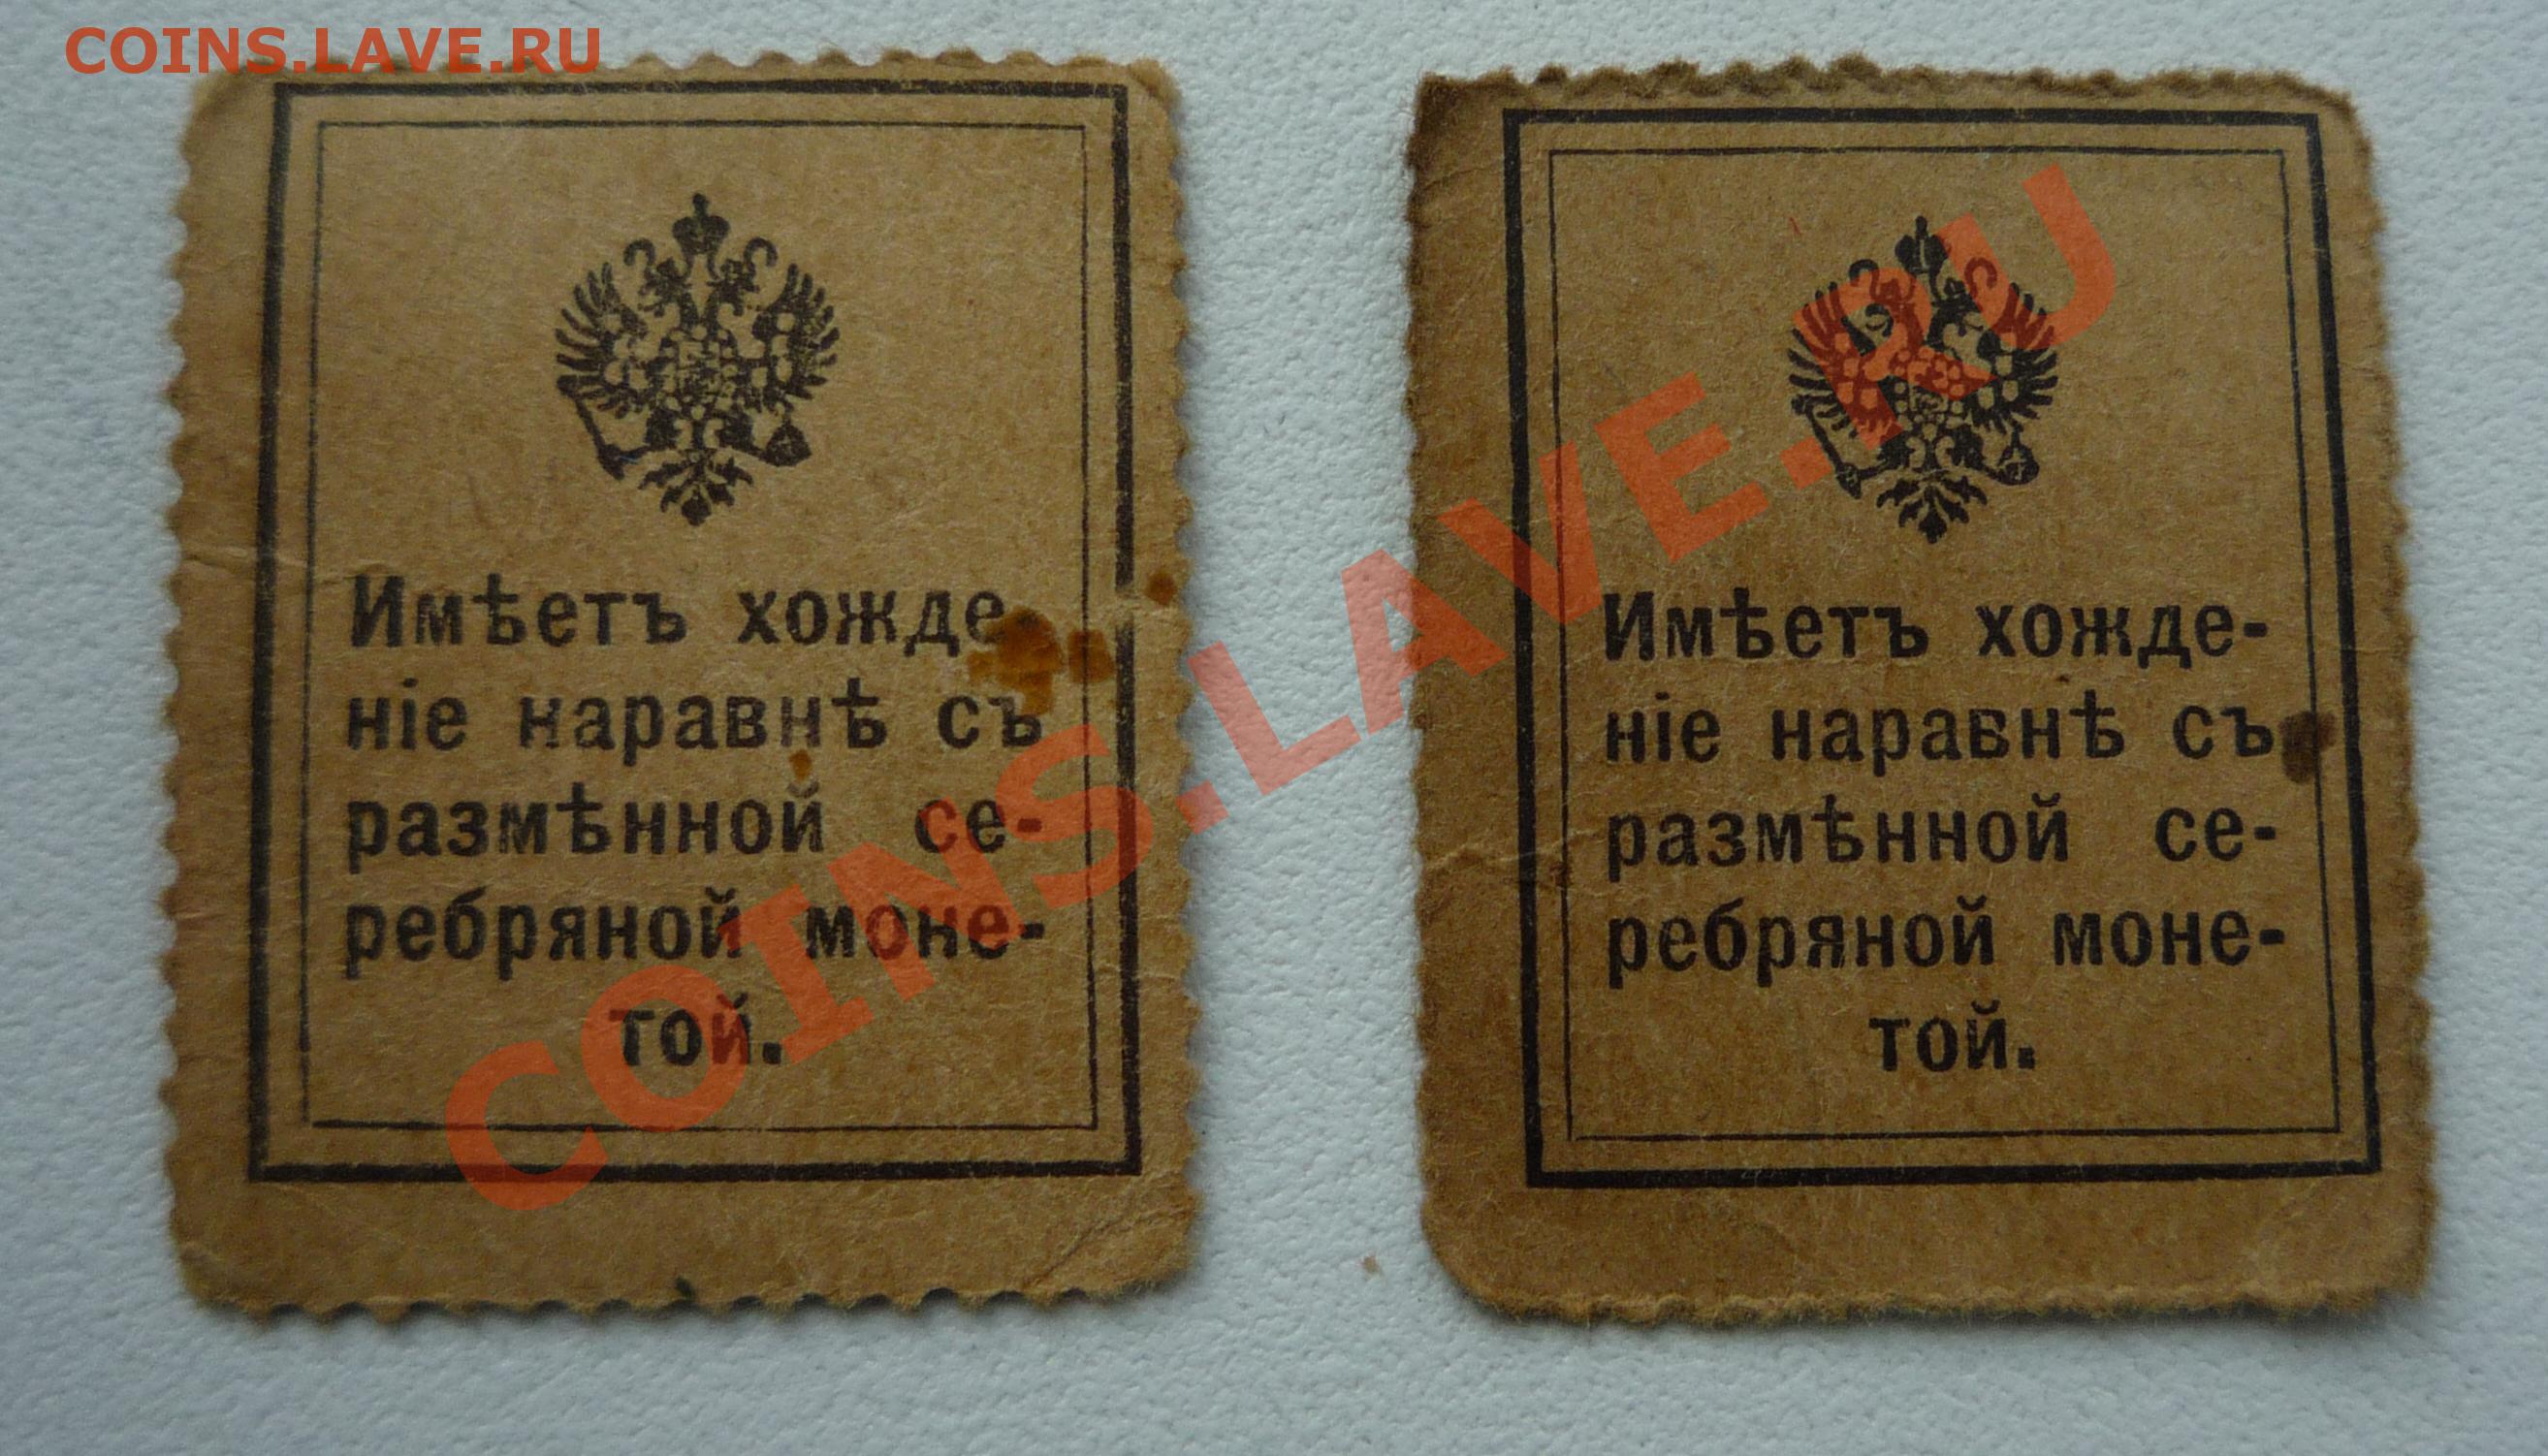 COINS.LAVE.RU
Имѣетъ хожде-
ніе наравнѣ съ
размѣнной се-
ребряной моне-
той.
Имѣетъ хожде-
ніе наравнѣ съ
размѣнной се-
ребряной моне-
той.
COINS.LAVE.RU